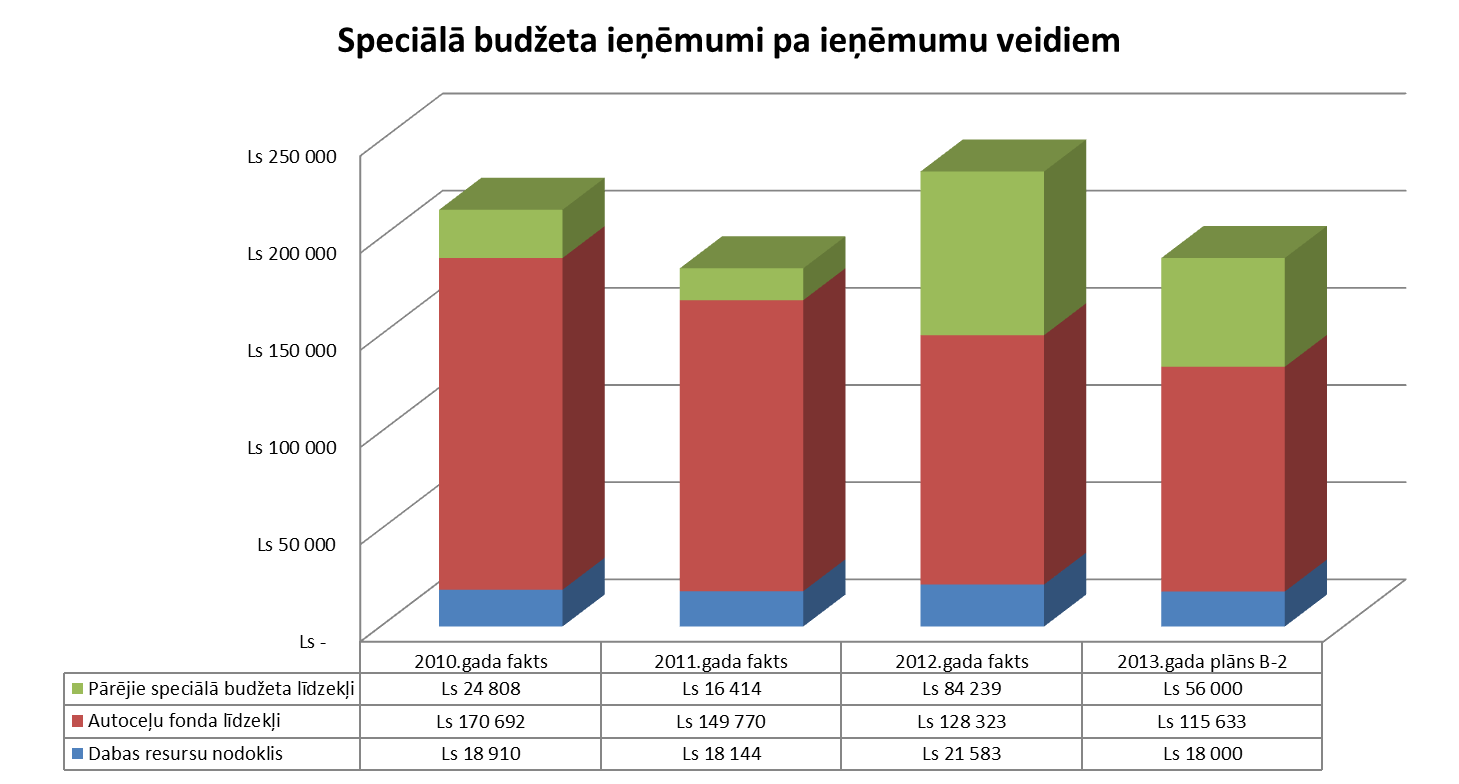 Speciālā budžeta ieņēmumi pa ieņēmumu veidiem
Ls 250 000
Ls 200 000
Ls 150 000
Ls 100 000
Ls 50 000
Ls -
2010.gada fakts 2011.gada fakts 2012.gada fakts 2013.gada plāns B-2
Pārējie speciālā budžeta līdzekļi Ls 24 808 Ls 16 414 Ls 84 239 Ls 56 000
Autoceļu fonda līdzekļi Ls 170 692 Ls 149 770 Ls 128 323 Ls 115 633
Dabas resursu nodoklis Ls 18 910 Ls 18 144 Ls 21 583 Ls 18 000